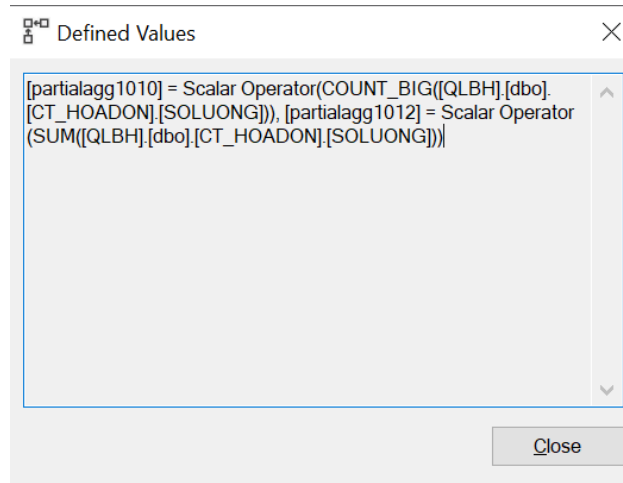 Defined Values
[partialagg1010] = Scalar Operator(COUNT_BIG([QLBH].[dbo].
[CT_HOADON].[SOLUONG])), [partialagg1012] = Scalar Operator
(SUM([QLBH].[dbo].[CT_HOADON].[SOLUONG]))
Close